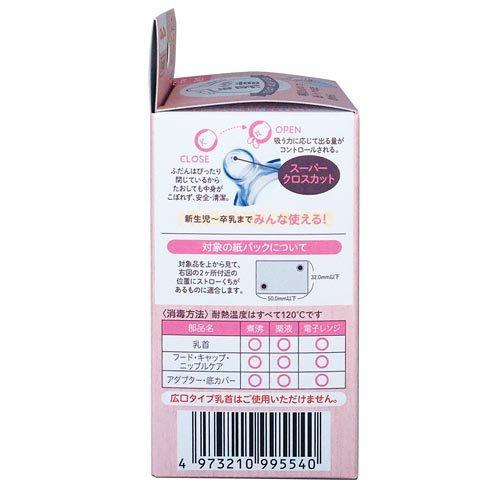 OPEN
吸う力に応じて出る量が
コントロールされる。
CLOSE
ふだんはぴったり
閉じているから
たおしても中身が
こぼれず、安全・清潔。
スーパー
クロスカット
新生児〜卒乳までみんな使える!
対象の紙パックについて
対象品を上から見て、
右図の2ヶ所付近の
位置にストローぐちが
あるものに適合します。
32.0mm以下
50.0mm以下
〈消毒方法〉耐熱温度はすべて120℃です
部品名 煮沸 薬液 電子レンジ
乳首 ○ ○ ○
フード・キャップ・
ニップルケア ○ ○ ○
アダプター・底カバー ○ ○ ○
広口タイプ乳首はご使用いただけません。
4 973210 995540